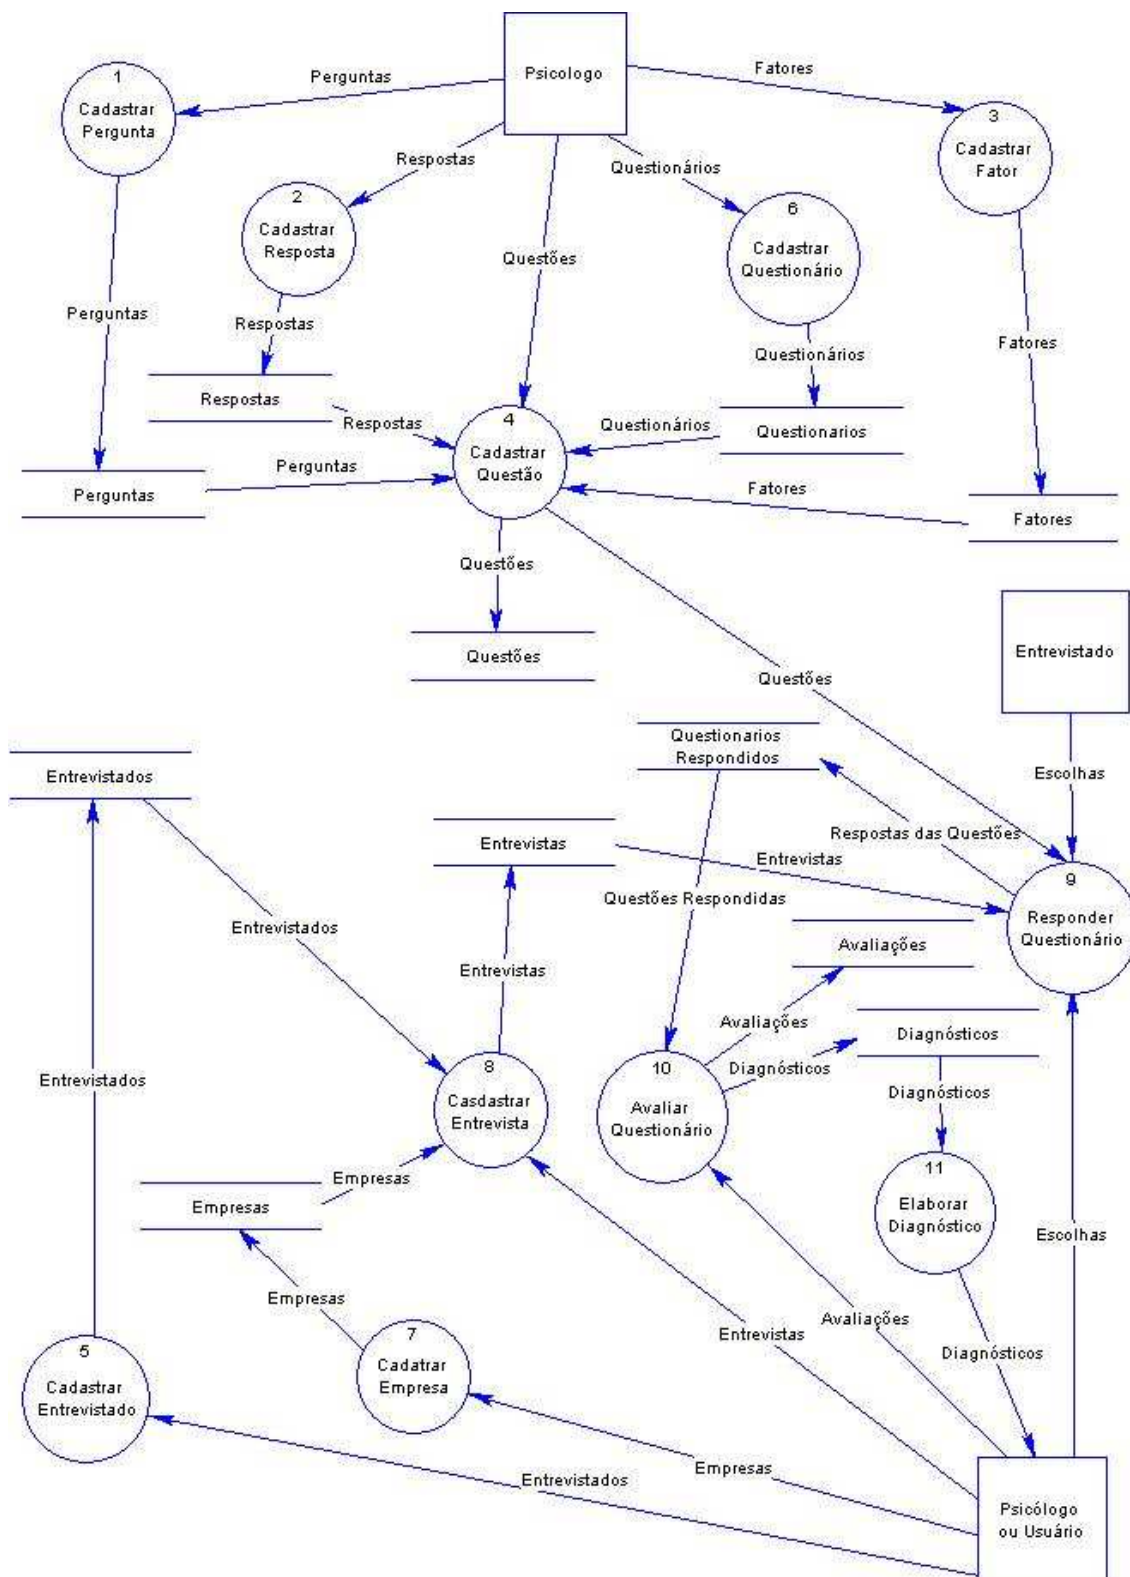 Psicologo
1
Cadastrar
Pergunta
Perguntas
Fatores
3
Cadastrar
Fator
Respostas
Questionários
2
Cadastrar
Resposta
6
Cadastrar
Questionário
Questões
Perguntas
Respostas
Questionários
Fatores
Respostas
Respostas
4
Cadastrar
Questão
Questionários
Questionarios
Perguntas
Perguntas
Fatores
Fatores
Questões
Questões
Entrevistado
Questões
Questionarios
Respondidos
Entrevistados
Escolhas
Respostas das Questões
Entrevistas
Entrevistas
9
Responder
Questionário
Questões Respondidas
Entrevistados
Avaliações
Entrevistas
Avaliações
Diagnósticos
Diagnósticos
Entrevistados
8
Casdastrar
Entrevista
10
Avaliar
Questionário
Diagnósticos
11
Elaborar
Diagnóstico
Empresas
Empresas
Escolhas
Empresas
Avaliações
Entrevistas
Diagnósticos
7
Cadatrar
Empresa
5
Cadastrar
Entrevistado
Empresas
Entrevistados
Psicólogo
ou Usuário